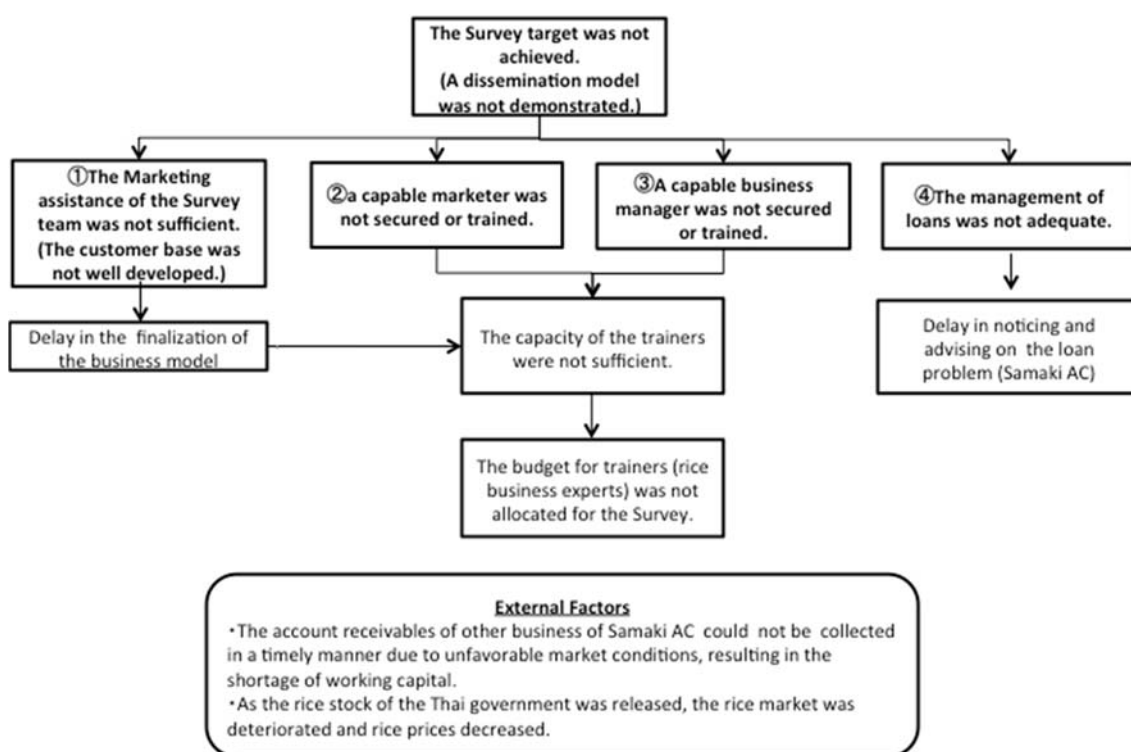 The Survey target was not
achieved.
(A dissemination model
was not demonstrated.)
①The Marketing
assistance of the Survey
team was not sufficient.
(The customer base was
not well developed.)
②a capable marketer was
not secured or trained.
③A capable business
manager was not secured
or trained.
④The management of
loans was not adequate.
Delay in the finalization of
the business model
The capacity of the trainers
were not sufficient.
Delay in noticing and
advising on the loan
problem (Samaki AC)
The budget for trainers (rice
business experts) was not
allocated for the Survey.
External Factors
・The account receivables of other business of Samaki AC could not be collected
in a timely manner due to unfavorable market conditions, resulting in the
shortage of working capital.
・As the rice stock of the Thai government was released, the rice market was
deteriorated and rice prices decreased.